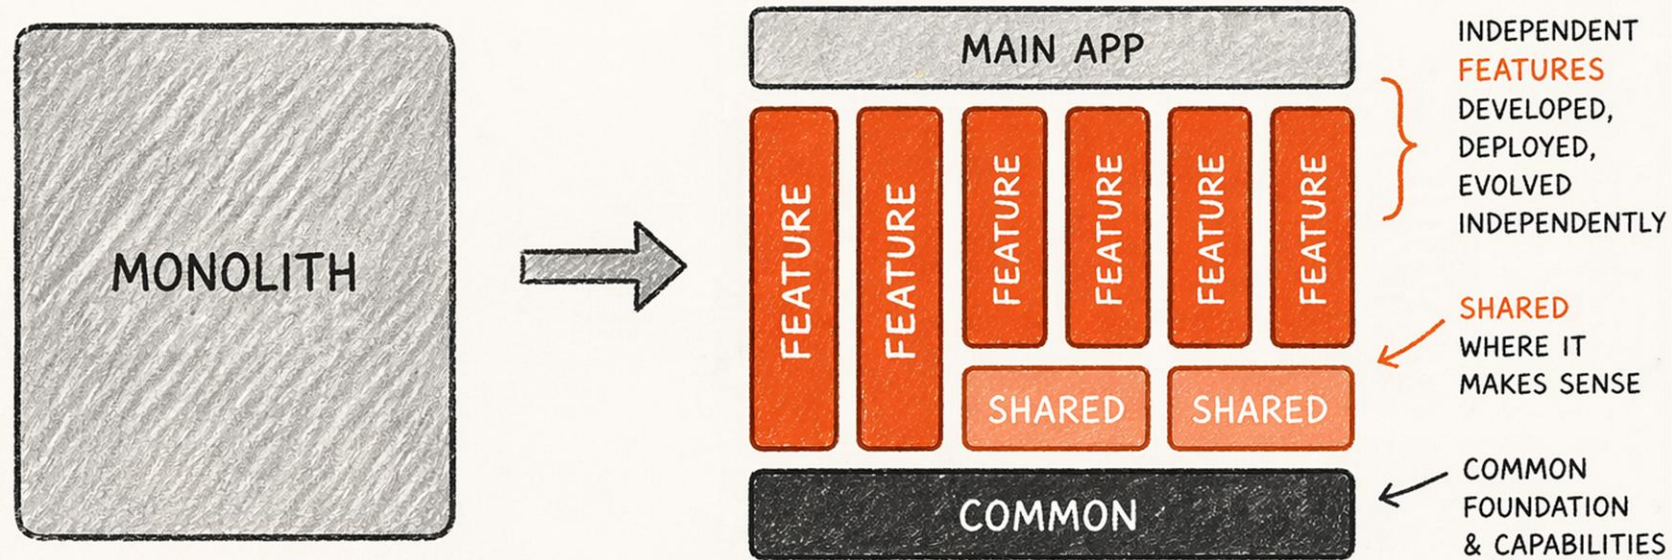 MONOLITH
MAIN APP
FEATURE
FEATURE
FEATURE
FEATURE
FEATURE
FEATURE
SHARED
SHARED
COMMON
INDEPENDENT
FEATURES
DEVELOPED,
DEPLOYED,
EVOLVED
INDEPENDENTLY
SHARED
WHERE IT
MAKES SENSE
COMMON
FOUNDATION
& CAPABILITIES